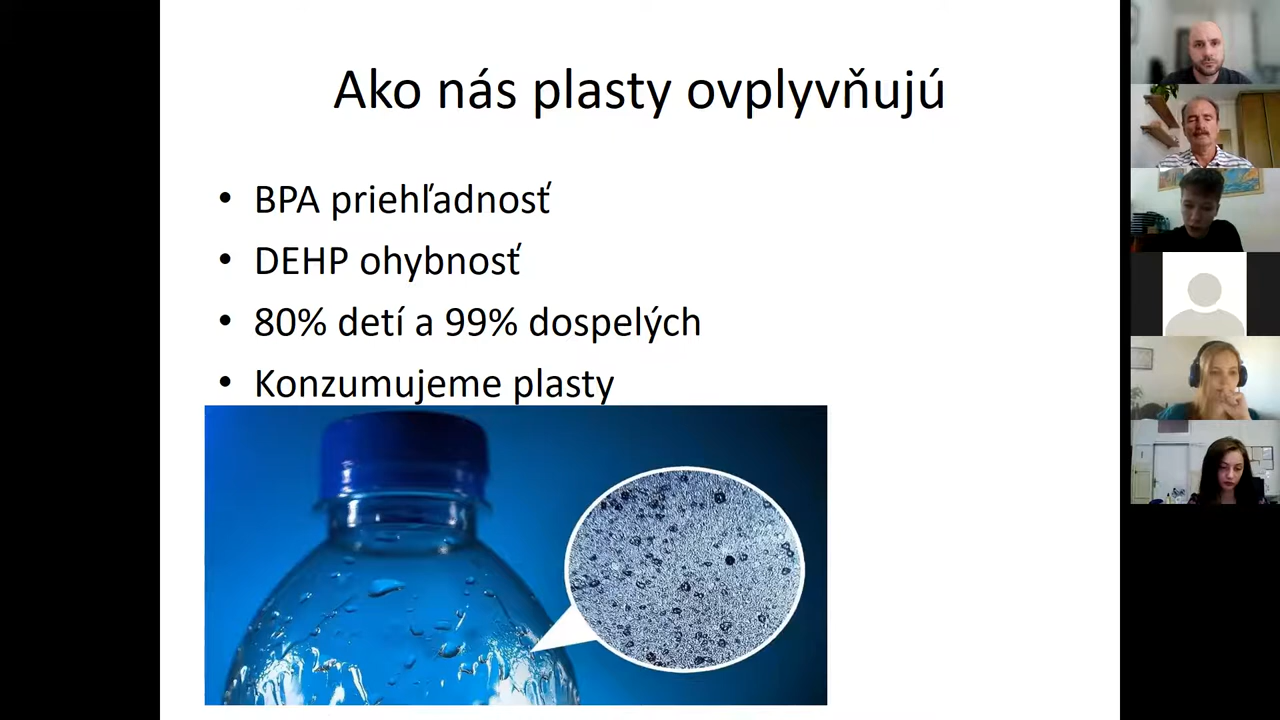 Ako nás plasty ovplyvňujú
• BPA priehľadnosť
• DEHP ohybnosť
• 80% detí a 99% dospelých
• Konzumujeme plasty